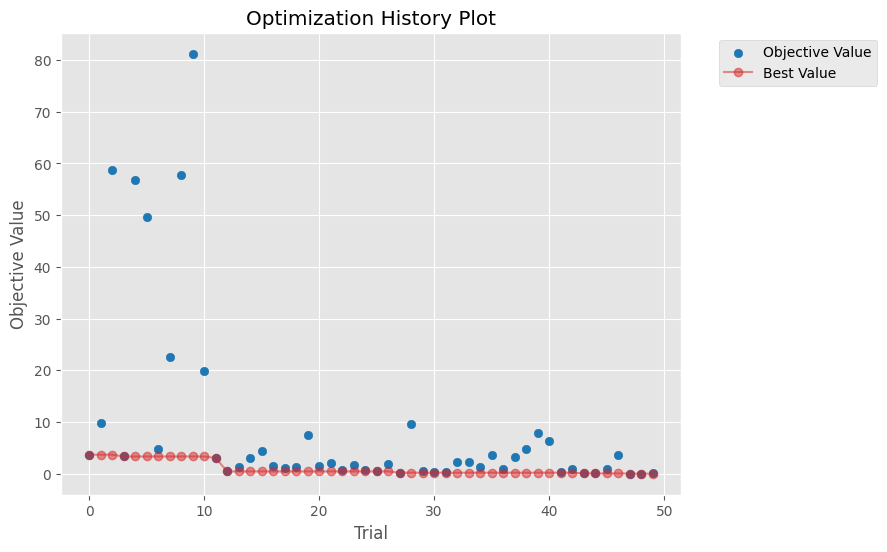 Optimization History Plot
Objective Value
Best Value
Objective Value
80
70
60
50
40
30
20
10
0
0 10 20 30 40 50
Trial